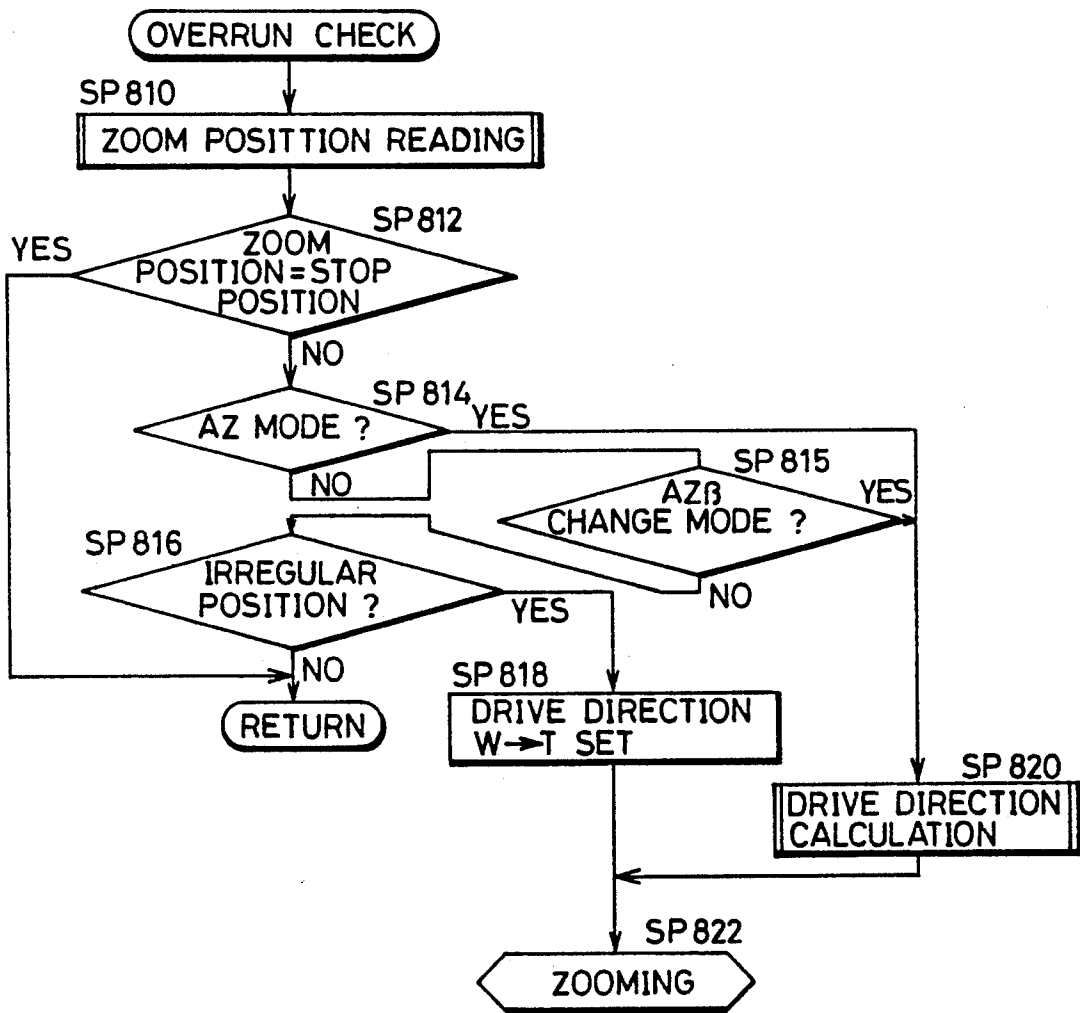 OVERRUN CHECK
SP810
ZOOM POSITTION READING
SP812
YES
ZOOM
POSITION=STOP
POSITION
NO
SP814
AZ MODE ?
YES
NO
SP815
AZβ
CHANGE MODE ?
YES
NO
SP816
IRREGULAR
POSITION ?
YES
NO
RETURN
SP818
DRIVE DIRECTION
W→T SET
SP820
DRIVE DIRECTION
CALCULATION
SP822
ZOOMING